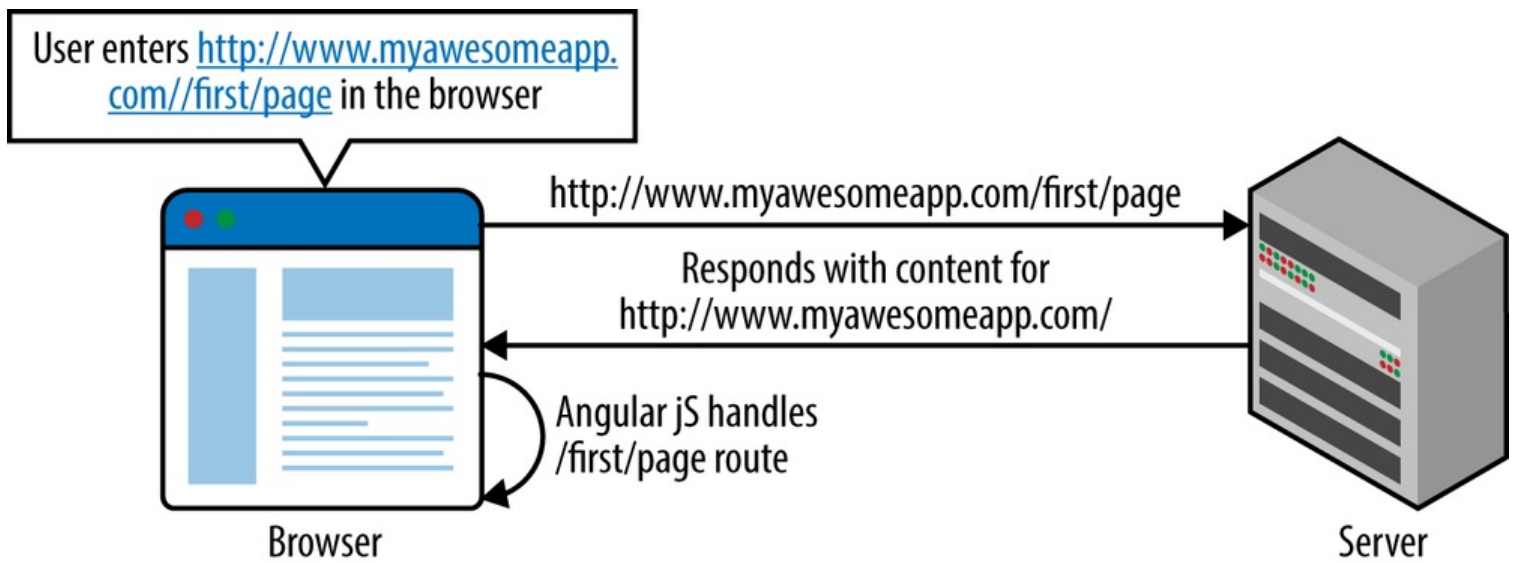 User enters http://www.myawesomeapp.
com//first/page in the browser
http://www.myawesomeapp.com/first/page
Responds with content for
http://www.myawesomeapp.com/
Angular jS handles
/first/page route
Browser
Server